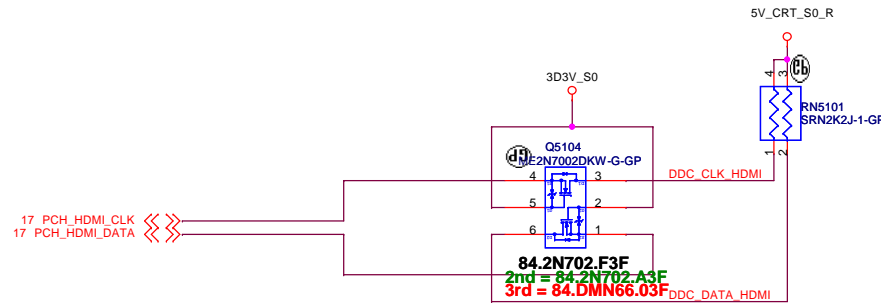 5V_CRT_S0_R
3D3V_S0
4 3
RN5101
SRN2K2J-1-GP
1 2
Q5104
ME2N7002DKW-G-GP
4 3
5 2
6 1
DDC_CLK_HDMI
17 PCH_HDMI_CLK
17 PCH_HDMI_DATA
84.2N702.F3F
2nd = 84.2N702.A3F
3rd = 84.DMN66.03F
DDC_DATA_HDMI